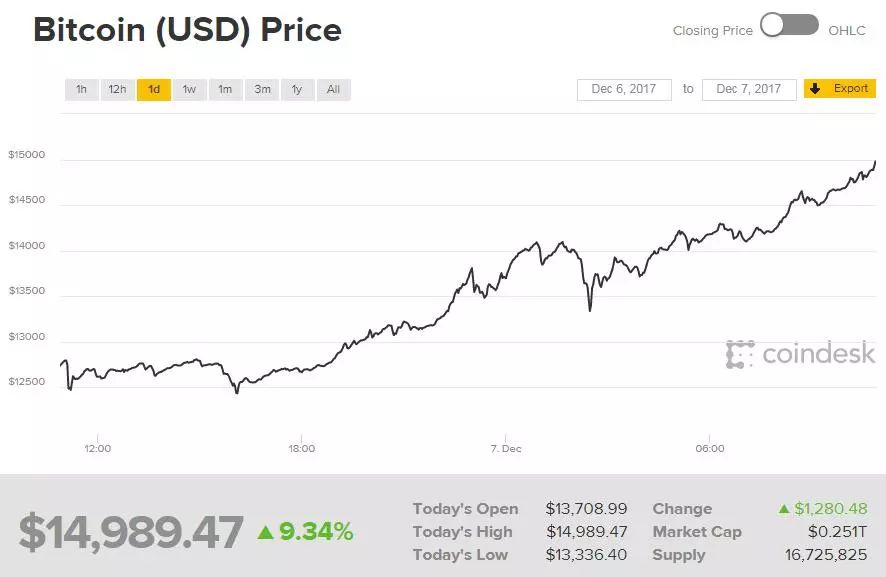 Bitcoin (USD) Price
Closing Price OHLC
1h 12h 1d 1w 1m 3m 1y All
Dec 6, 2017 to Dec 7, 2017 Export
$15000
$14500
$14000
$13500
$13000
$12500
coindesk
12:00 18:00 7. Dec 06:00
$14,989.47 ▲ 9.34%
Today's Open $13,708.99 Change ▲ $1,280.48
Today's High $14,989.47 Market Cap $0.251T
Today's Low $13,336.40 Supply 16,725,825